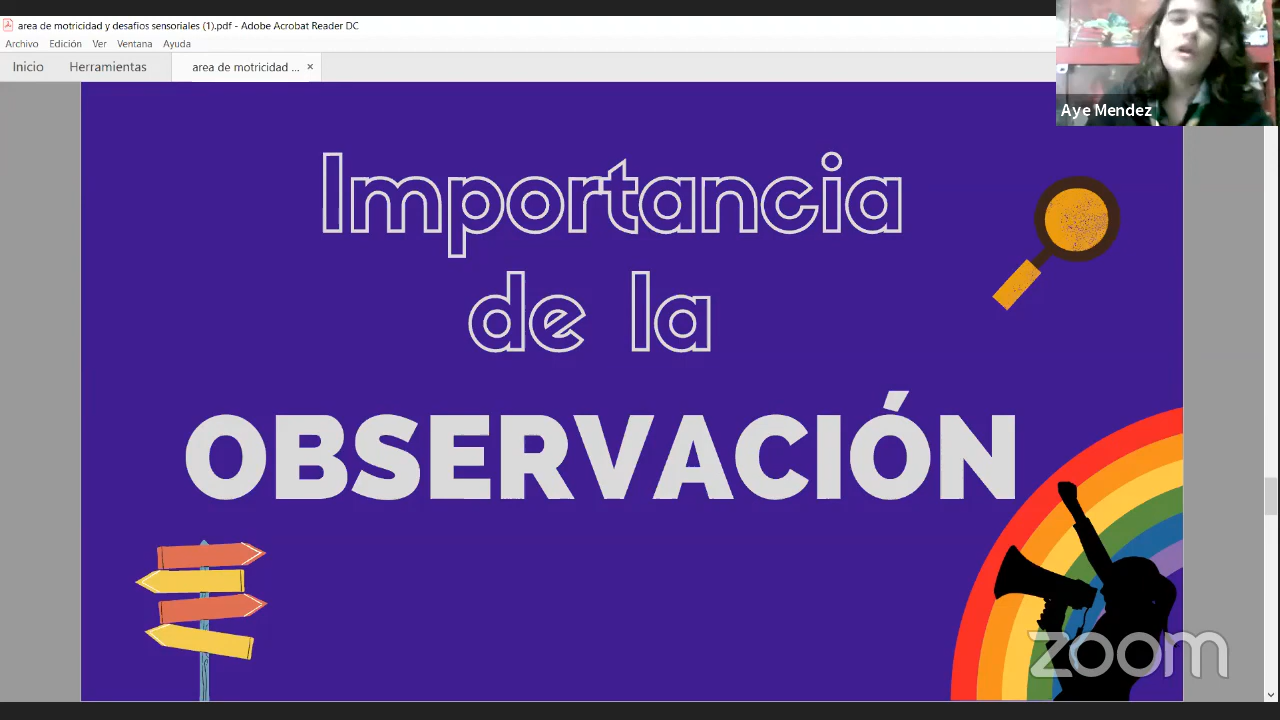 area de motricidad y desafios sensoriales (1).pdf - Adobe Acrobat Reader DC
Archivo Edición Ver Ventana Ayuda
Inicio Herramientas area de motricidad ... ×
Aye Mendez
Importancia
de la
OBSERVACIÓN
zoom